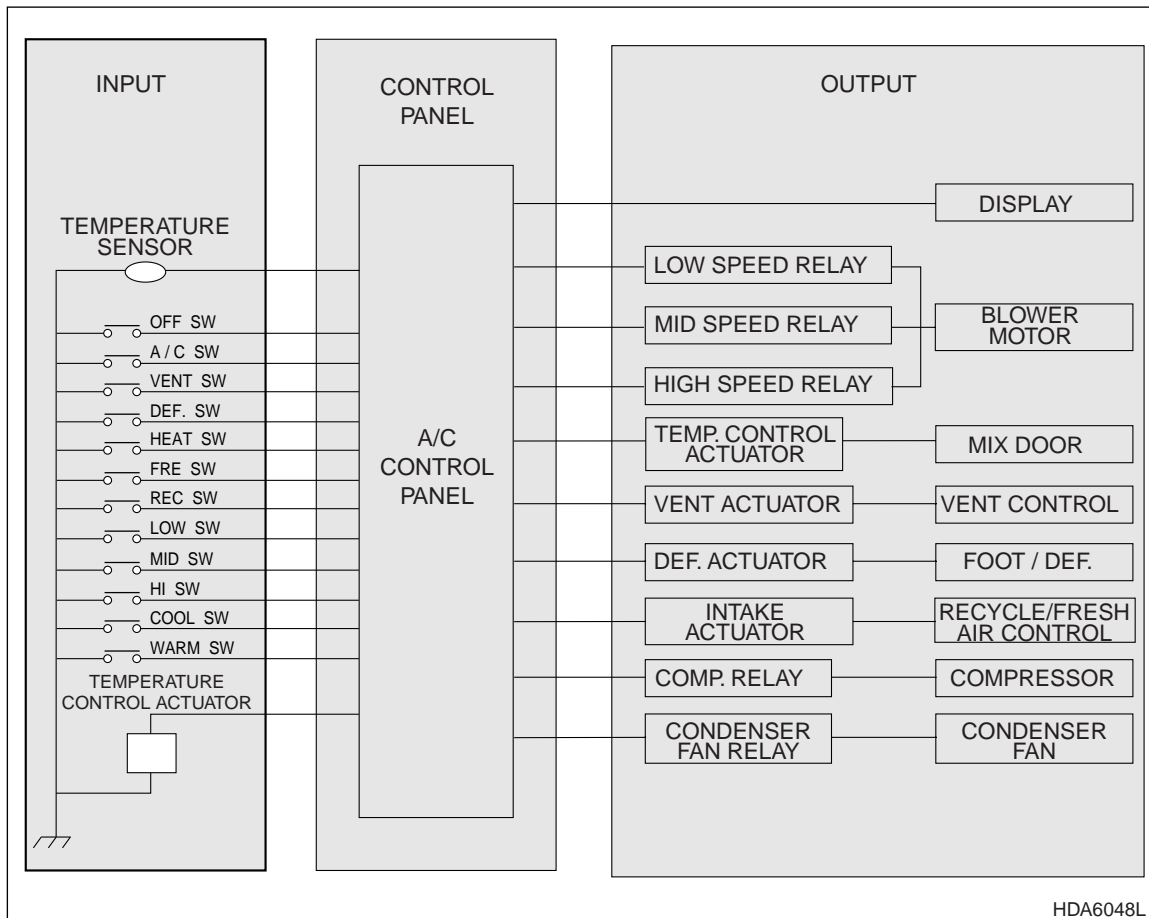 INPUT
TEMPERATURE
SENSOR
OFF SW
A / C SW
VENT SW
DEF. SW
HEAT SW
FRE SW
REC SW
LOW SW
MID SW
HI SW
COOL SW
WARM SW
TEMPERATURE
CONTROL ACTUATOR
CONTROL
PANEL
A/C
CONTROL
PANEL
OUTPUT
DISPLAY
LOW SPEED RELAY
MID SPEED RELAY
HIGH SPEED RELAY
BLOWER
MOTOR
TEMP. CONTROL
ACTUATOR
MIX DOOR
VENT ACTUATOR
VENT CONTROL
DEF. ACTUATOR
FOOT / DEF.
INTAKE
ACTUATOR
RECYCLE/FRESH
AIR CONTROL
COMP. RELAY
COMPRESSOR
CONDENSER
FAN RELAY
CONDENSER
FAN
HDA6048L